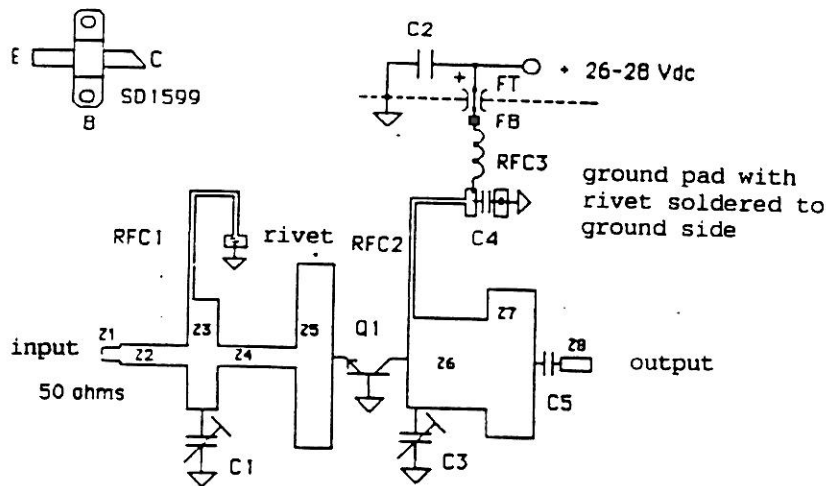 E
C
SD1599
B
C2
+ 26-28 Vdc
+
FT
FB
RFC3
ground pad with
rivet soldered to
ground side
C4
RFC1
rivet
RFC2
Z1
Z2
Z3
Z4
Z5
Q1
Z6
Z7
Z8
input
50 ohms
output
C5
C1
C3